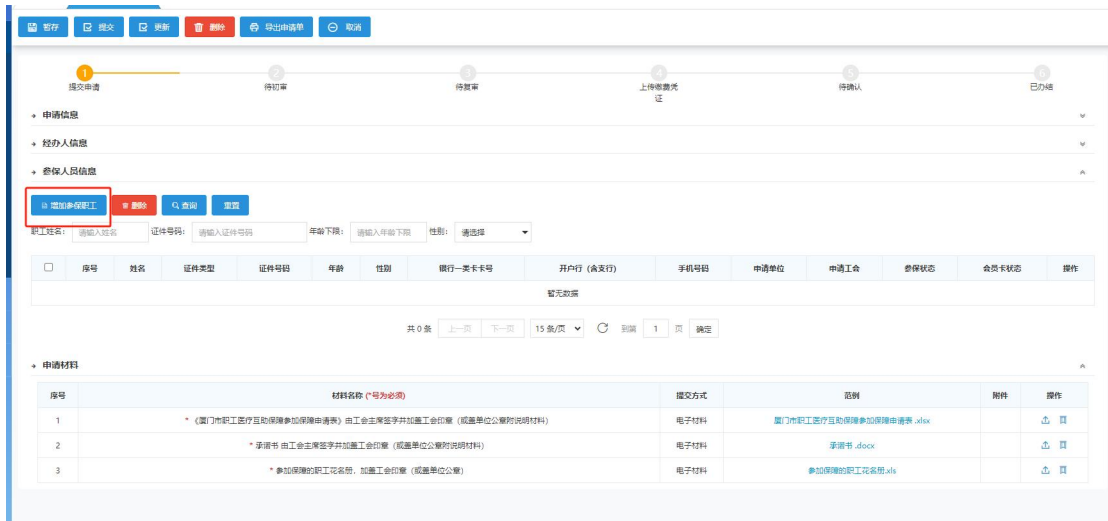 暂存 提交 更新 删除 导出申请单 取消
1 2 3 4 5 6
提交申请 待初审 待复审 上传缴费凭证 待确认 已办结
申请信息
经办人信息
参保人员信息
增加参保职工 删除 查询 重置
职工姓名: 请输入姓名 证件号码: 请输入证件号码 年龄下限: 请输入年龄下限 性别: 请选择
序号 姓名 证件类型 证件号码 年龄 性别 银行一类卡卡号 开户行（含支行） 手机号码 申请单位 申请工会 参保状态 会员卡状态 操作
暂无数据
共 0 条 上一页 下一页 15 条/页 到第 1 页 确定
申请材料
序号 材料名称 (*号为必须) 提交方式 范例 附件 操作
1 * 《厦门市职工医疗互助保障参加保障申请表》由工会主席签字并加盖工会印章（或盖单位公章附说明材料） 电子材料 厦门市职工医疗互助保障参加保障申请表 .xlsx
2 * 承诺书 由工会主席签字并加盖工会印章（或盖单位公章附说明材料） 电子材料 承诺书 .docx
3 * 参加保障的职工花名册，加盖工会印章（或盖单位公章） 电子材料 参加保障的职工花名册.xls